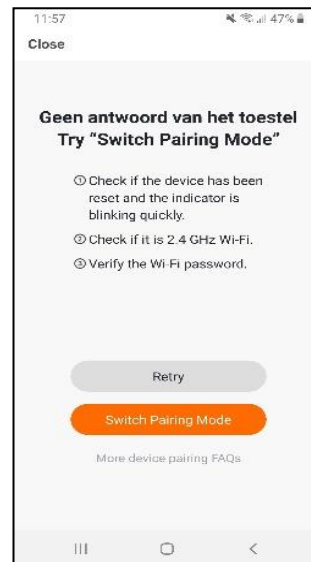 11:57 47%
Close
Geen antwoord van het toestel
Try “Switch Pairing Mode”
① Check if the device has been
reset and the indicator is
blinking quickly.
② Check if it is 2.4 GHz Wi-Fi.
③ Verify the Wi-Fi password.
Retry
Switch Pairing Mode
More device pairing FAQs